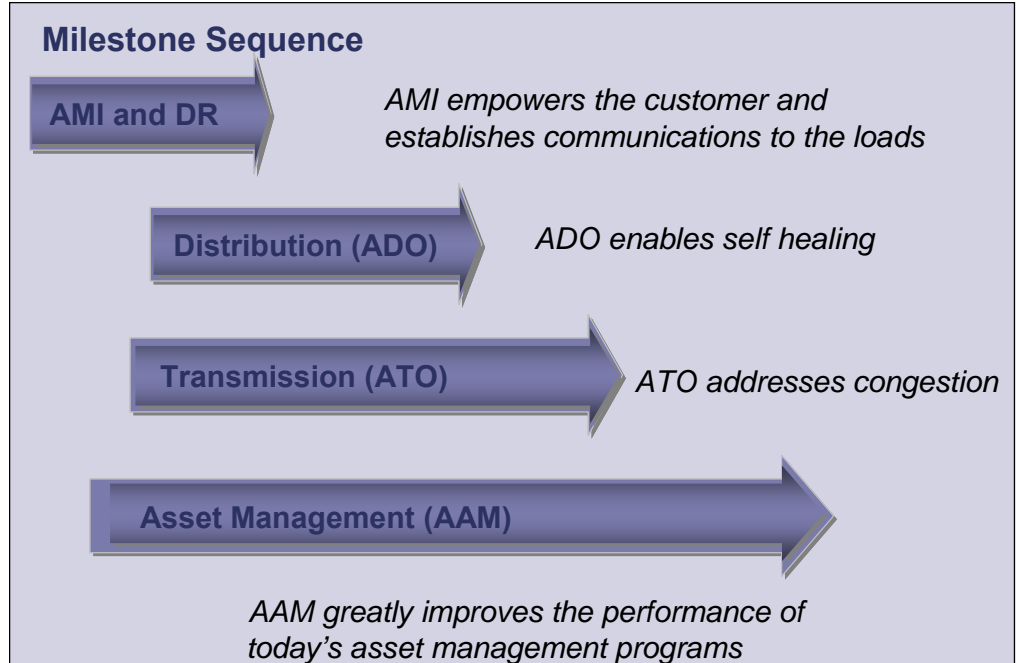 Milestone Sequence
AMI and DR
AMI empowers the customer and
establishes communications to the loads
Distribution (ADO)
ADO enables self healing
Transmission (ATO)
ATO addresses congestion
Asset Management (AAM)
AAM greatly improves the performance of
today's asset management programs